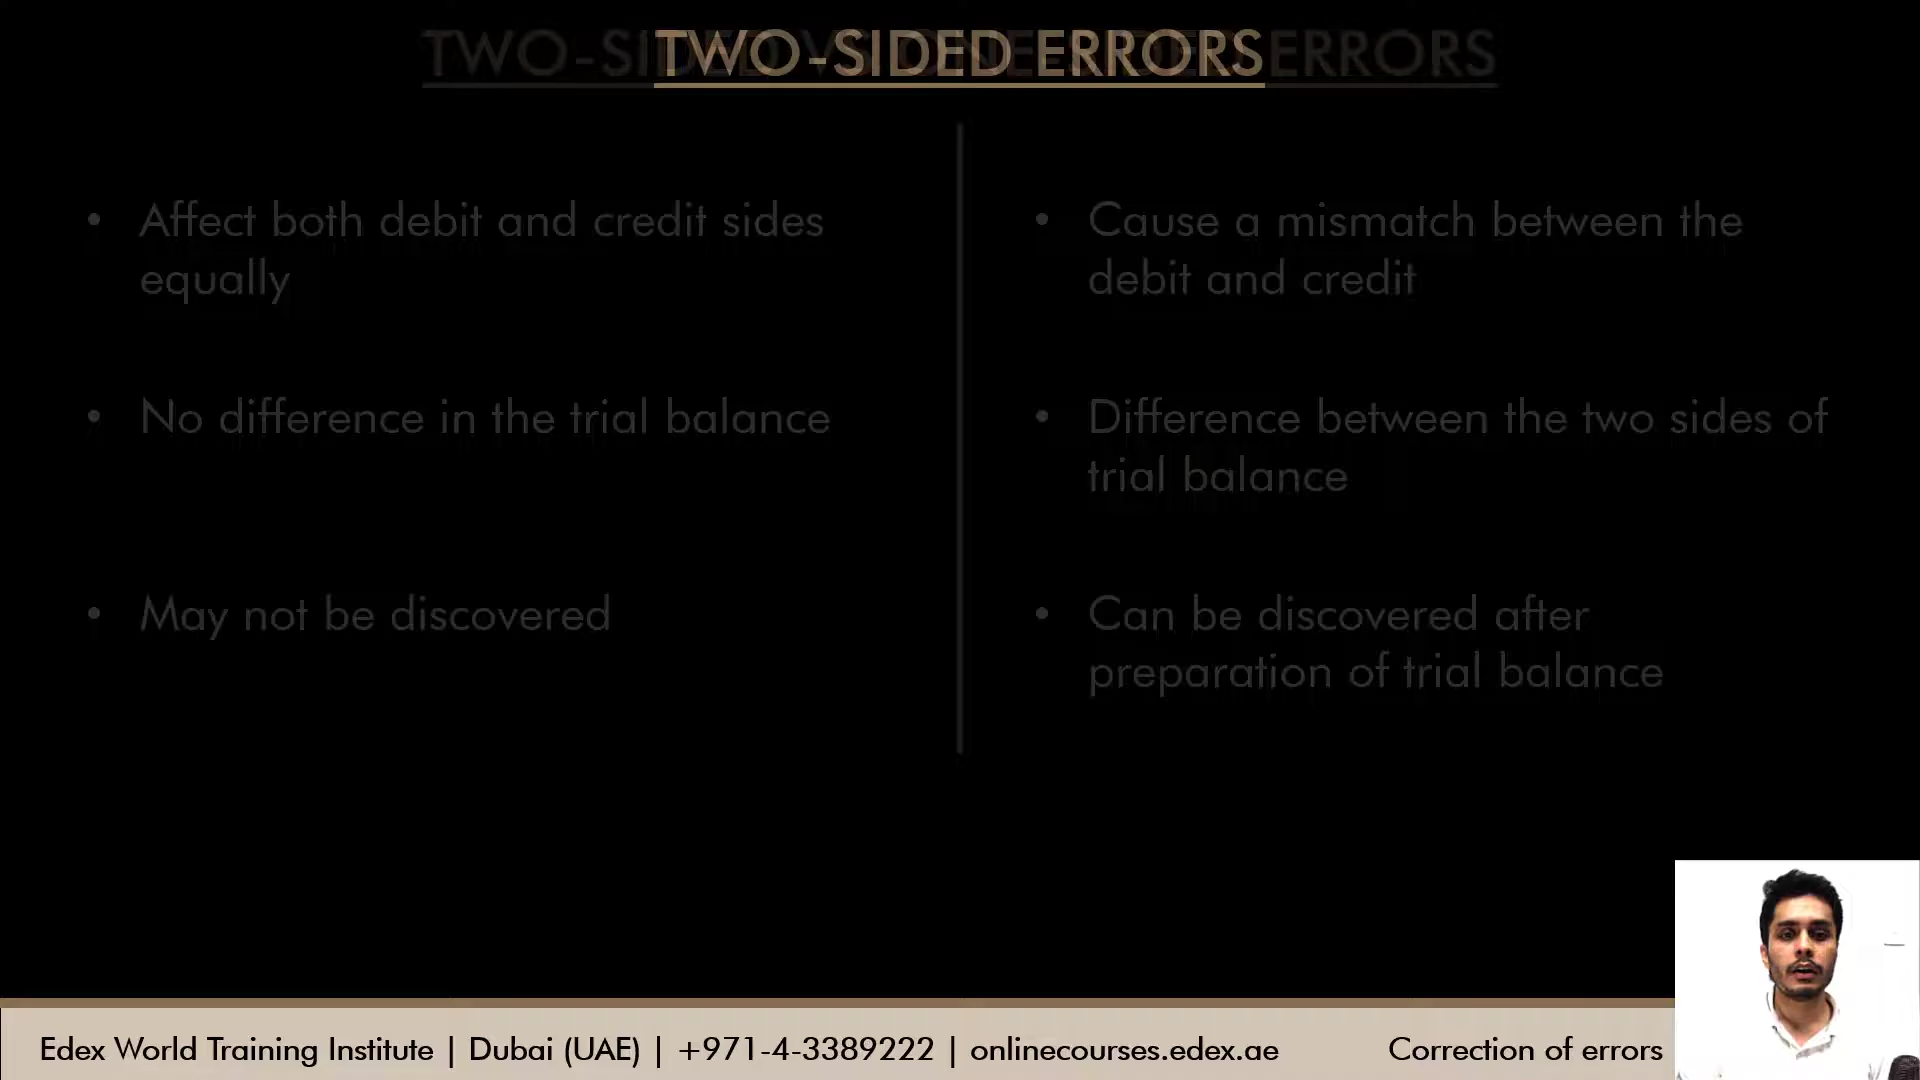 TWO-SIDED ERRORS
Affect both debit and credit sides
equally
No difference in the trial balance
May not be discovered
Cause a mismatch between the
debit and credit
Difference between the two sides of
trial balance
Can be discovered after
preparation of trial balance
Edex World Training Institute | Dubai (UAE) | +971-4-3389222 | onlinecourses.edex.ae
Correction of errors